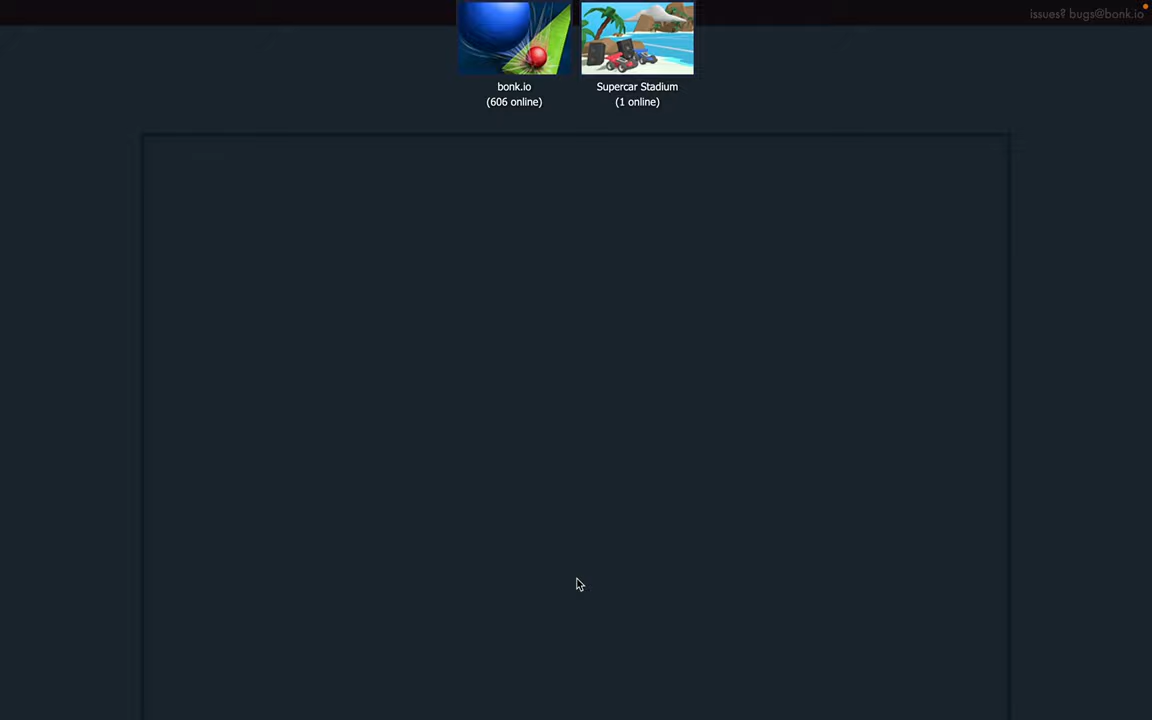 issues? bugs@bonk.io
bonk.io
(606 online)
Supercar Stadium
(1 online)